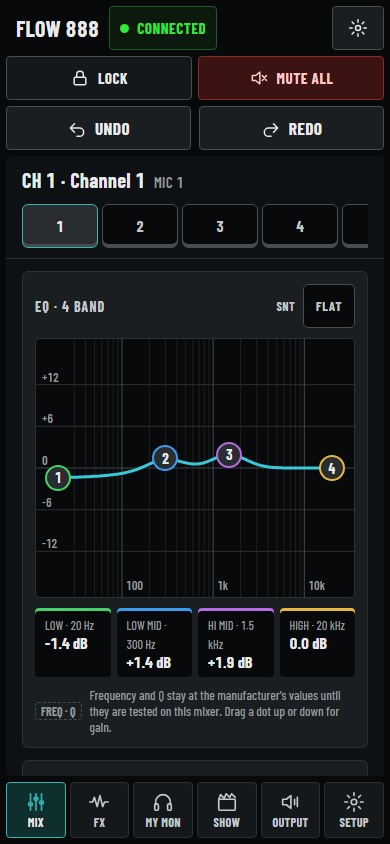 FLOW 888
CONNECTED
LOCK
MUTE ALL
UNDO
REDO
CH 1 · Channel 1 MIC 1
1 2 3 4
EQ · 4 BAND
SNT
FLAT
+12
+6
0
-6
-12
1
2
3
4
100 1k 10k
LOW · 20 Hz
-1.4 dB
LOW MID ·
300 Hz
+1.4 dB
HI MID · 1.5
kHz
+1.9 dB
HIGH · 20 kHz
0.0 dB
FREQ · Q
Frequency and Q stay at the manufacturer's values until
they are tested on this mixer. Drag a dot up or down for
gain.
MIX
FX
MY MON
SHOW
OUTPUT
SETUP